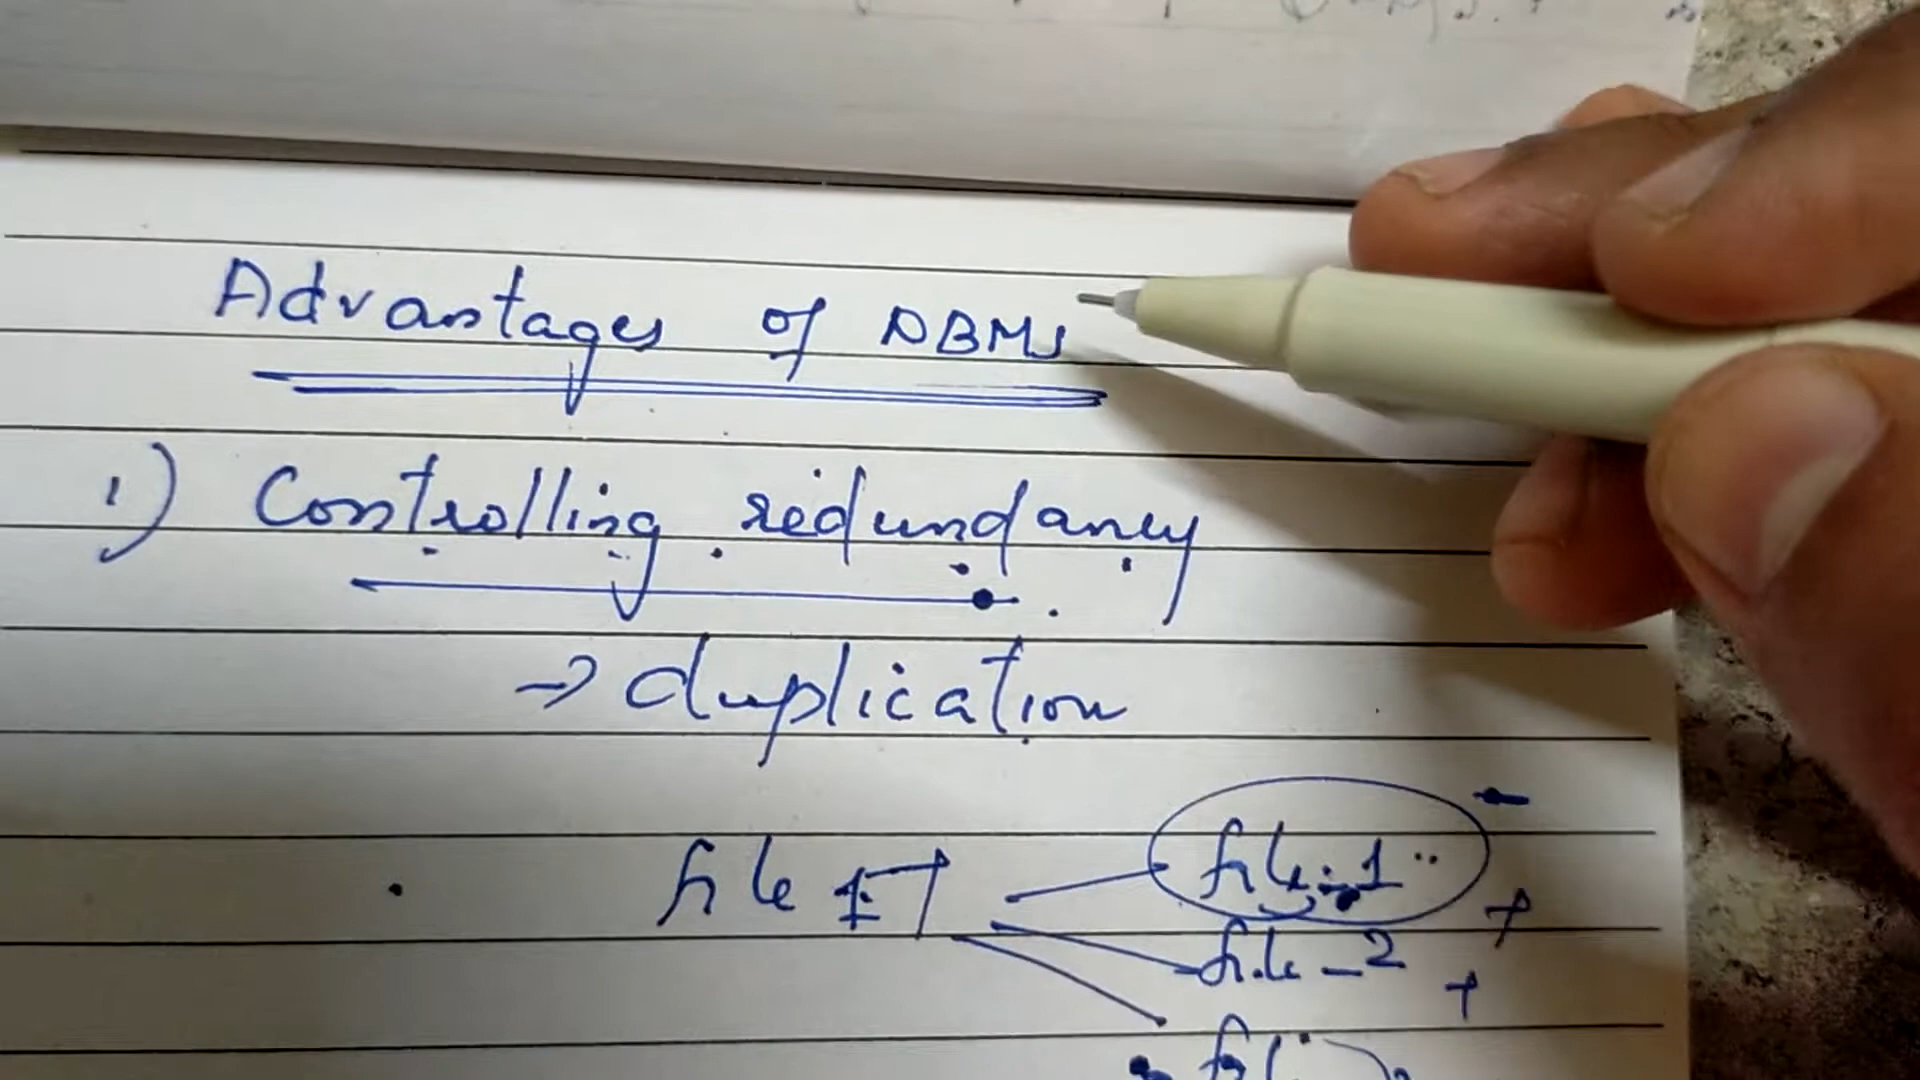 Advantages of DBMS
1) Controlling redundancy
→ duplication
file 1
file-1
file-2